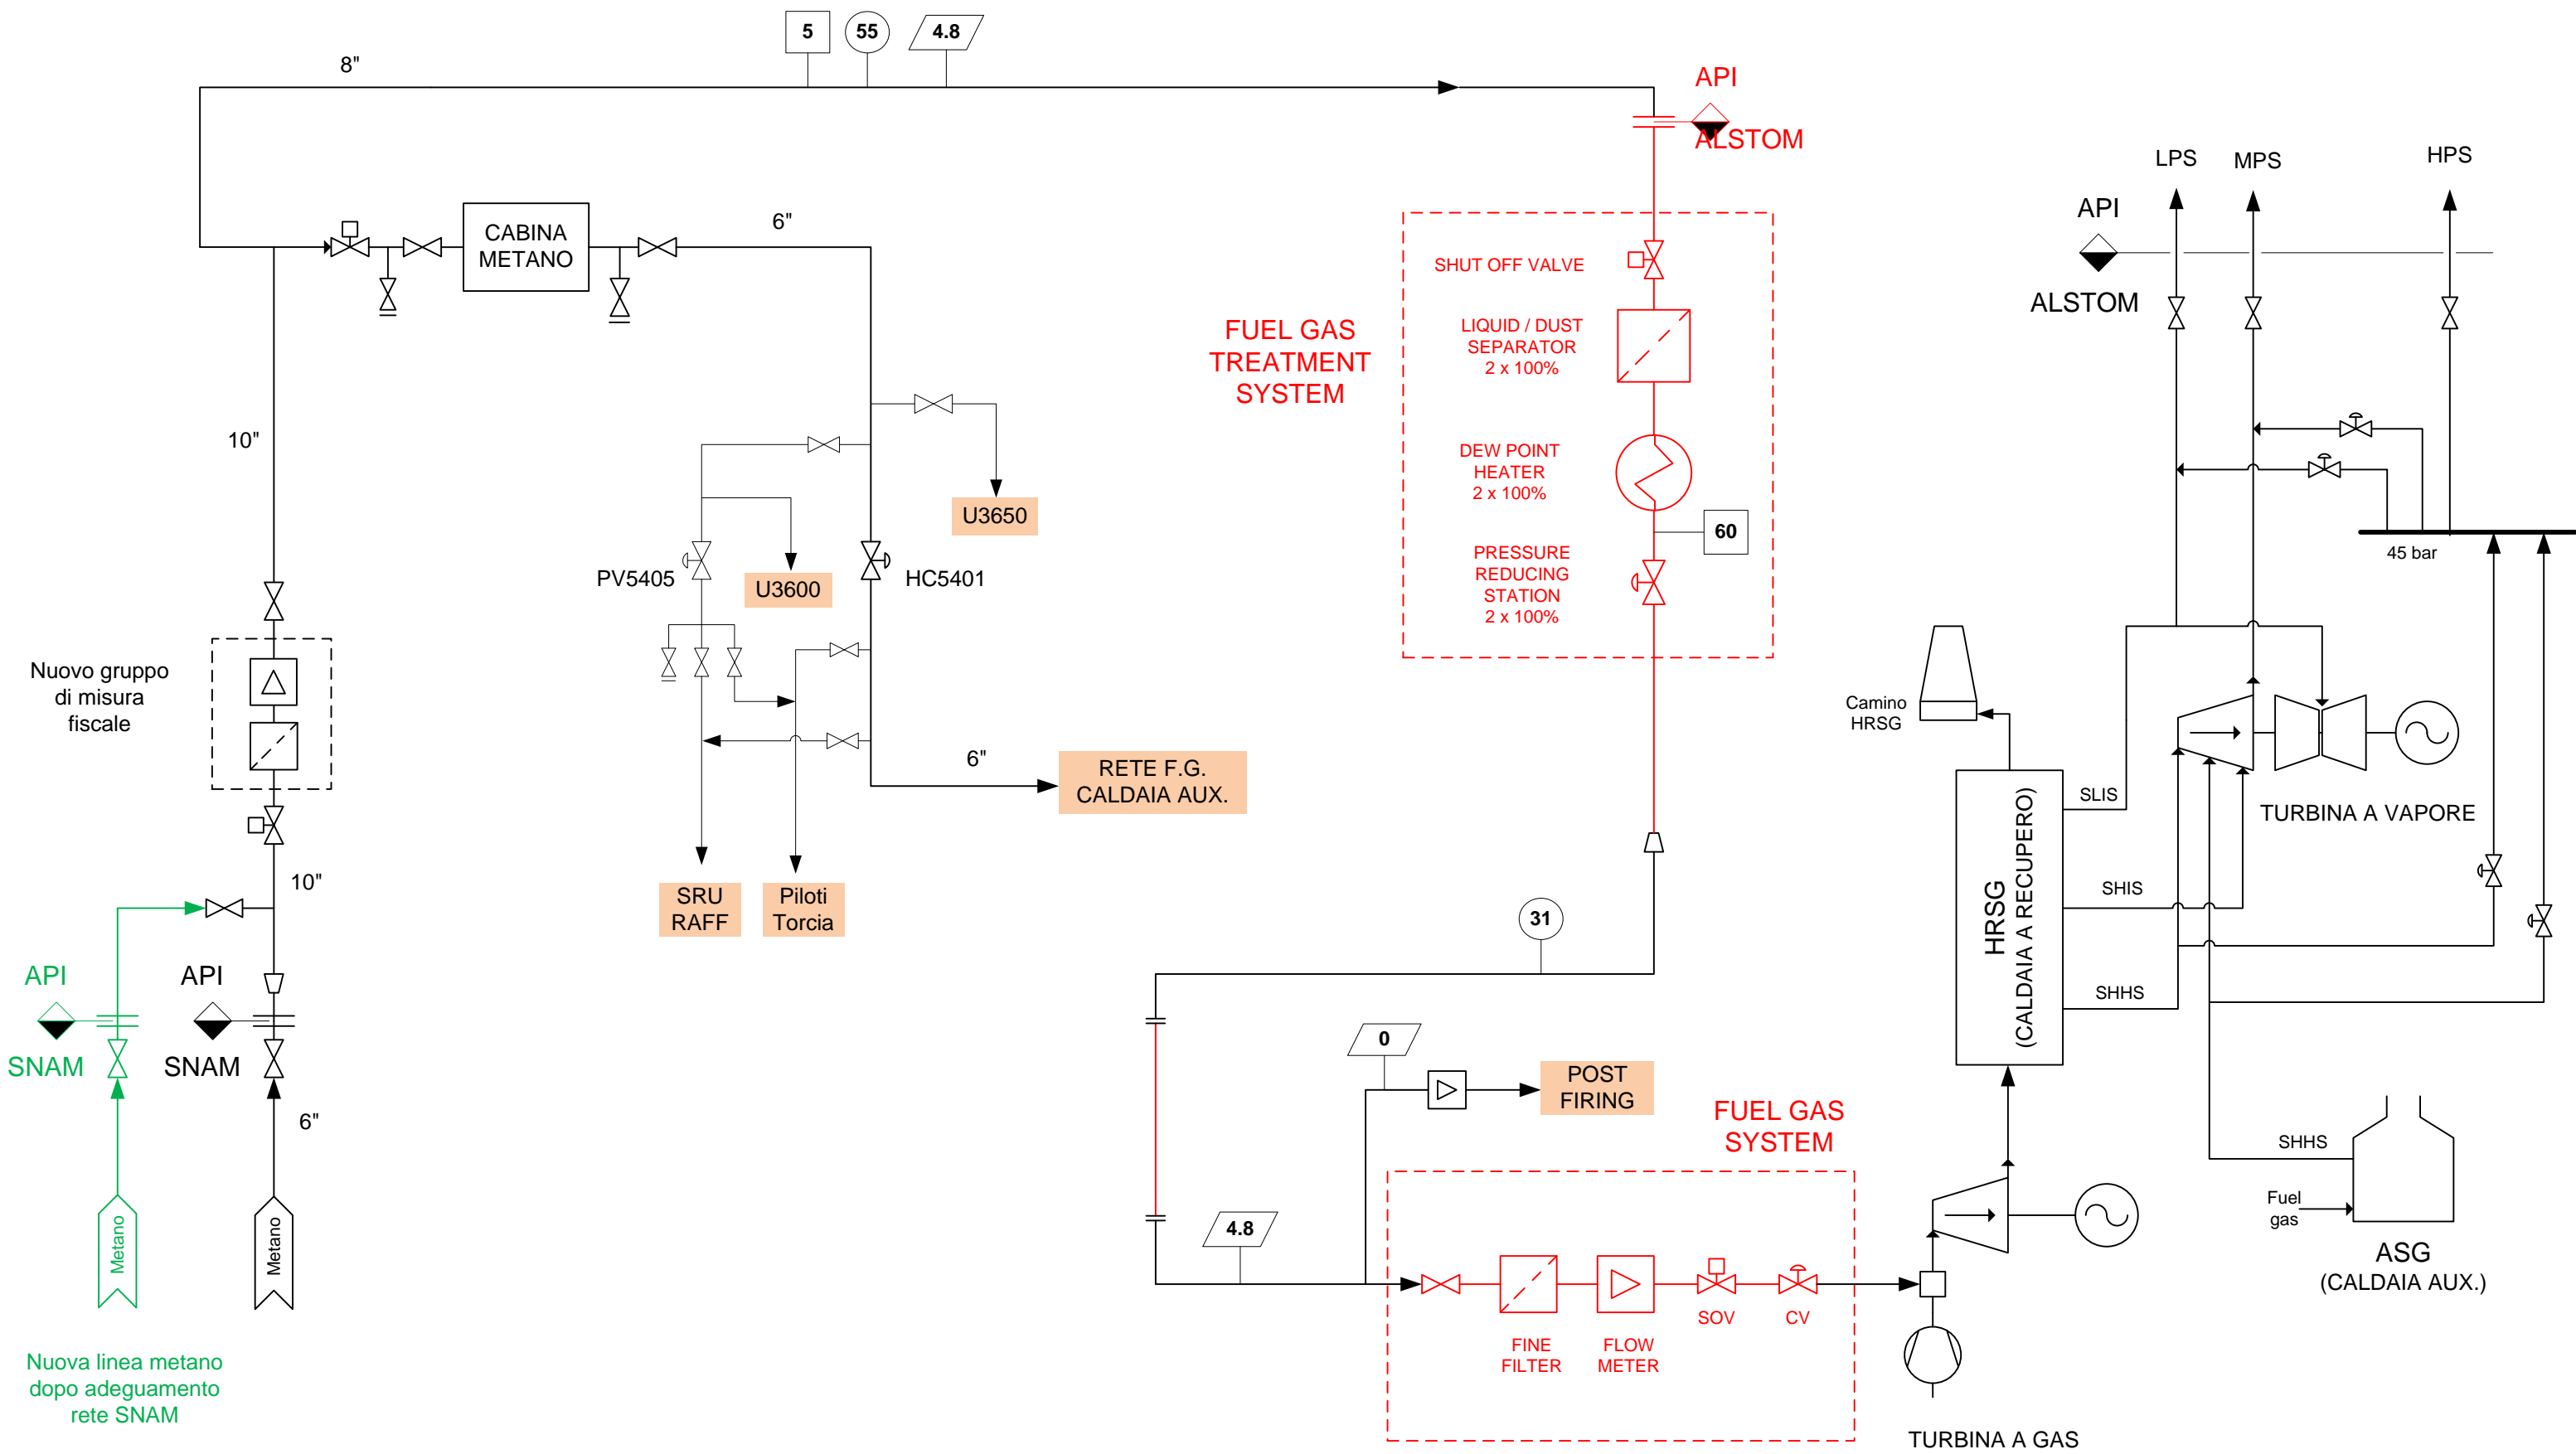 5
55
4.8
8"
API
ALSTOM
LPS
MPS
HPS
API
ALSTOM
CABINA
METANO
6"
SHUT OFF VALVE
LIQUID / DUST
SEPARATOR
2 x 100%
FUEL GAS
TREATMENT
SYSTEM
DEW POINT
HEATER
2 x 100%
60
PRESSURE
REDUCING
STATION
2 x 100%
10"
U3650
PV5405
U3600
HC5401
45 bar
Nuovo gruppo
di misura
fiscale
Camino
HRSG
6"
RETE F.G.
CALDAIA AUX.
SLIS
TURBINA A VAPORE
HRSG
(CALDAIA A RECUPERO)
SHIS
SHHS
10"
SRU
RAFF
Piloti
Torcia
31
API
SNAM
API
SNAM
6"
0
POST
FIRING
FUEL GAS
SYSTEM
SHHS
Fuel
gas
ASG
(CALDAIA AUX.)
Metano
Metano
4.8
SOV
CV
FINE
FILTER
FLOW
METER
Nuova linea metano
dopo adeguamento
rete SNAM
TURBINA A GAS